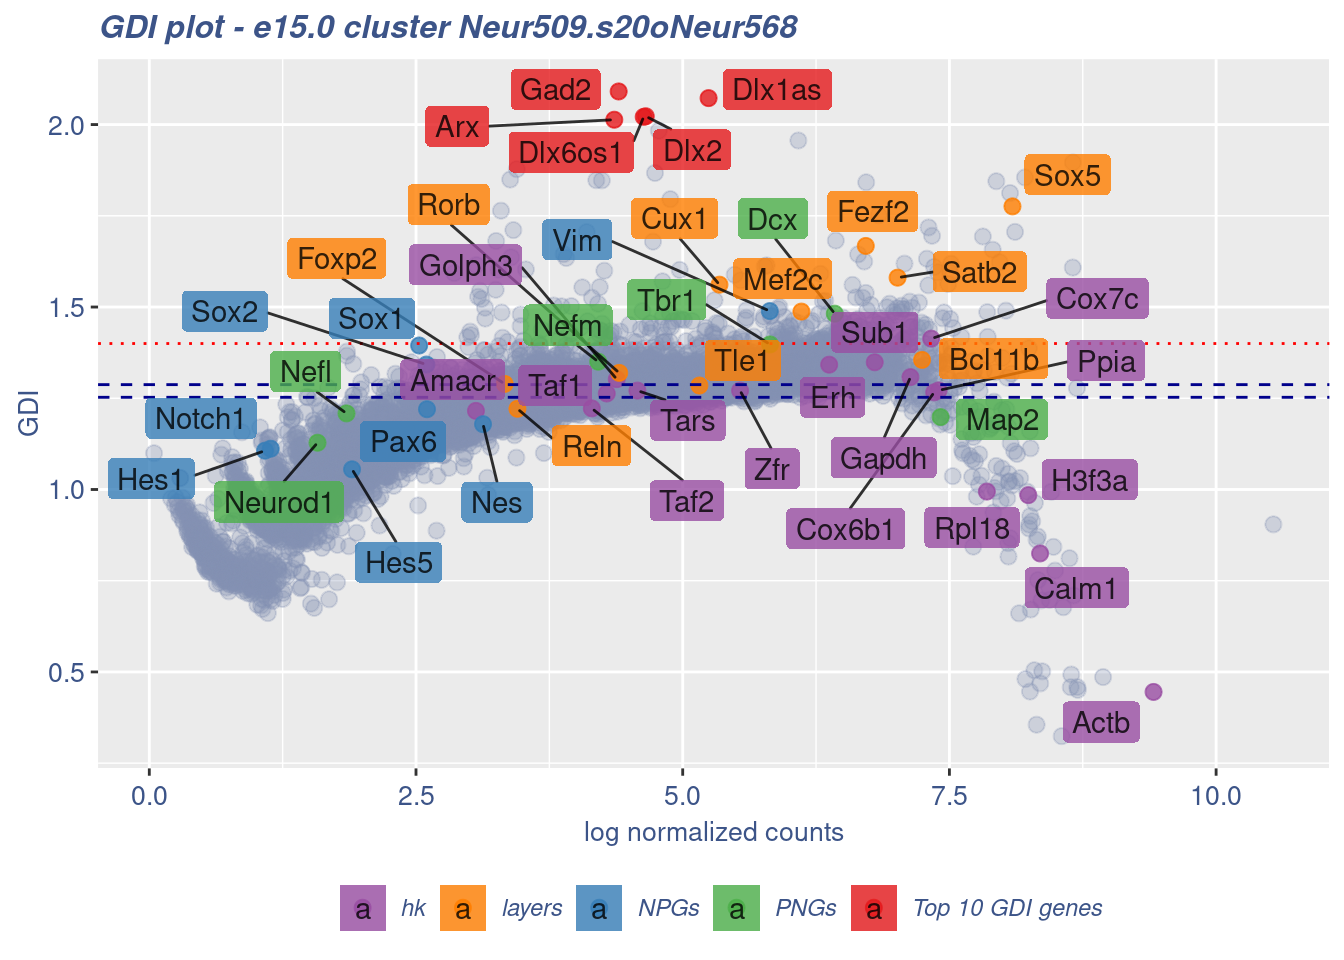 GDI plot - e15.0 cluster Neur509.s20oNeur568
Gad2
Dlx1as
Arx
Dlx6os1
Dlx2
Sox5
Rorb
Cux1
Dcx
Fezf2
Vim
Foxp2
Golph3
Mef2c
Satb2
Sox2
Sox1
Tbr1
Cox7c
Nefm
Sub1
Nefl
Amacr
Taf1
Tle1
Bcl11b
Ppia
Erh
Notch1
Pax6
Reln
Tars
Map2
Hes1
Neurod1
Nes
Taf2
Zfr
Gapdh
H3f3a
Cox6b1
Rpl18
Hes5
Calm1
Actb
GDI
2.0
1.5
1.0
0.5
0.0
2.5
5.0
7.5
10.0
log normalized counts
a hk a layers a NPGs a PNGs a Top 10 GDI genes